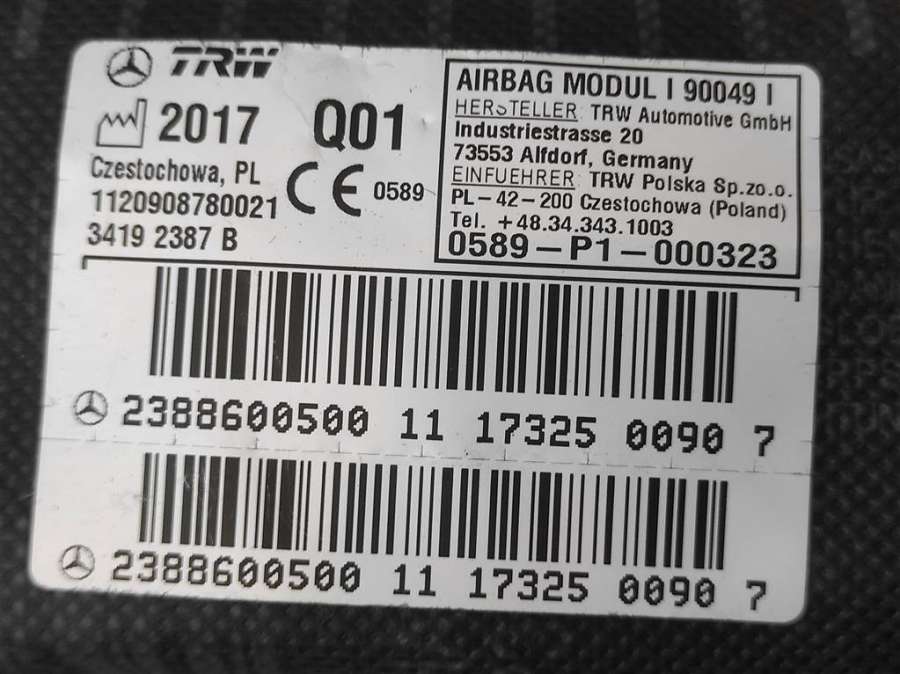 TRW
2017 Q01
Czestochowa, PL
CE 0589
1120908780021
34192387 B
AIRBAG MODUL I 90049 I
HERSTELLER: TRW Automotive GmbH
Industriestrasse 20
73553 Alfdorf, Germany
EINFUEHRER: TRW Polska Sp.zo.o.
PL-42-200 Czestochowa (Poland)
Tel. +48.34.343.1003
0589-P1-000323
2388600500 11 17325 0090 7
2388600500 11 17325 0090 7